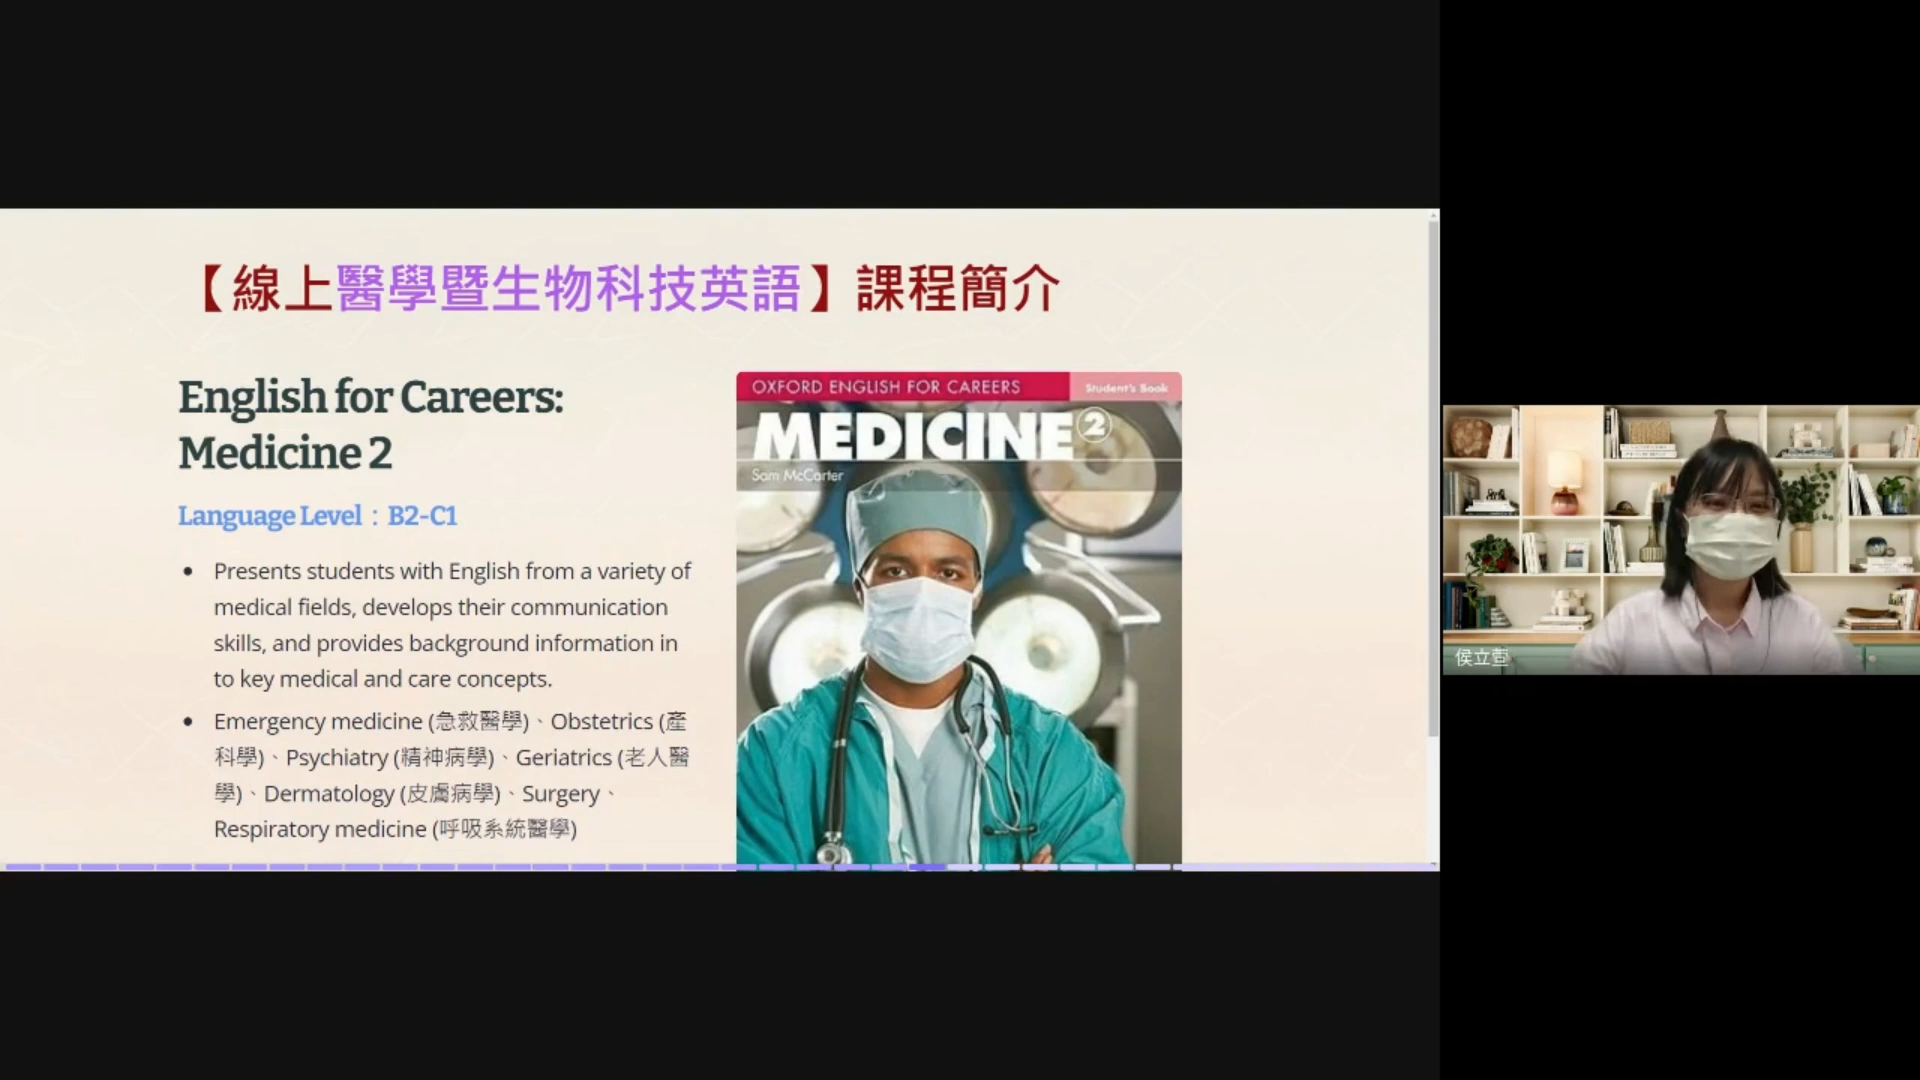 【線上醫學暨生物科技英語】課程簡介
English for Careers:
Medicine 2
Language Level：B2-C1
Presents students with English from a variety of
medical fields, develops their communication
skills, and provides background information in
to key medical and care concepts.
Emergency medicine (急救醫學)、Obstetrics (產
科學)、Psychiatry (精神病學)、Geriatrics (老人醫
學)、Dermatology (皮膚病學)、Surgery、
Respiratory medicine (呼吸系統醫學)
OXFORD ENGLISH FOR CAREERS
Student's Book
MEDICINE 2
Sam McCarter
侯立萱